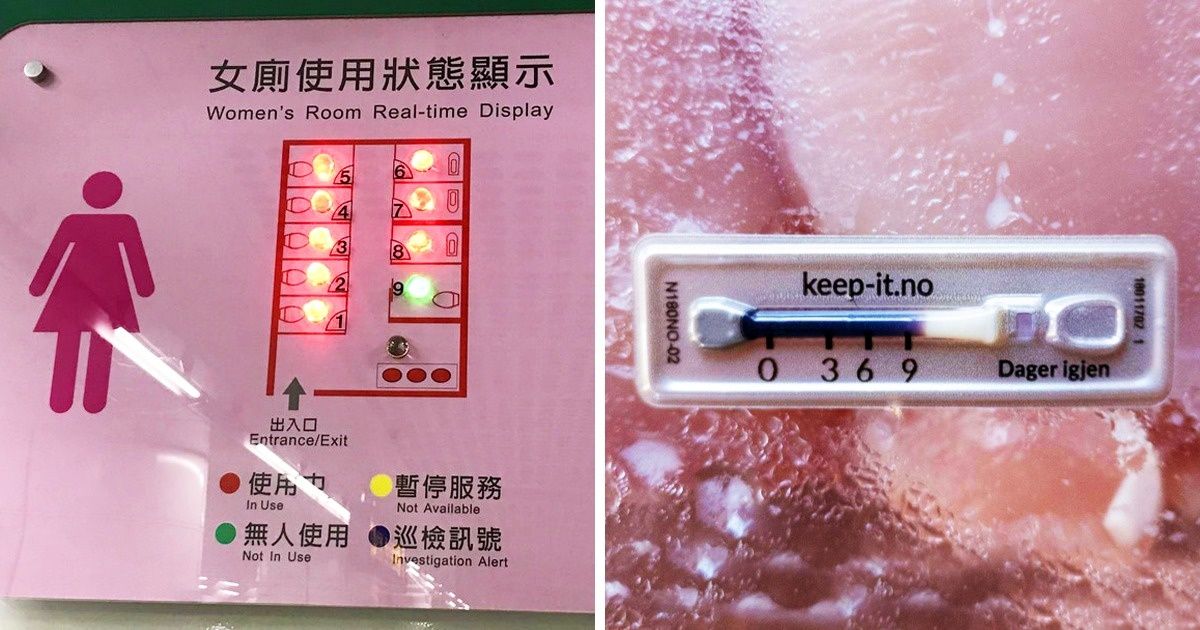 女廁使用狀態顯示
Women's Room Real-time Display
5
4
3
2
1
6
7
8
9
出入口
Entrance/Exit
使用中
In Use
暫停服務
Not Available
無人使用
Not In Use
巡檢訊號
Investigation Alert
keep-it.no
N180NO-02
18011702 1
0 3 6 9
Dager igjen